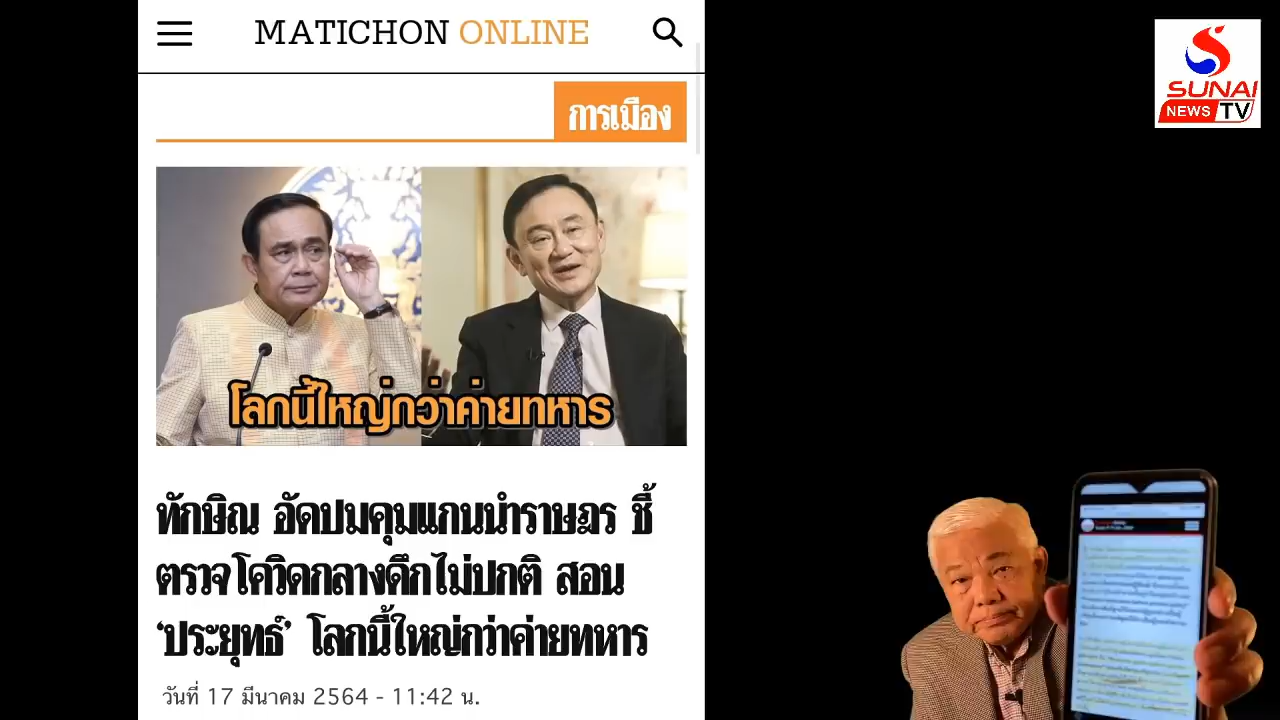 MATICHON ONLINE
การเมือง
โลกนี้ใหญ่กว่าค่ายทหาร
ทักษิณ อัดปมคุมแกนนำราษฎร ชี้
ตรวจโควิดกลางดึกไม่ปกติ สอน
‘ประยุทธ์’ โลกนี้ใหญ่กว่าค่ายทหาร
วันที่ 17 มีนาคม 2564 - 11:42 น.
SUNAI
NEWS TV